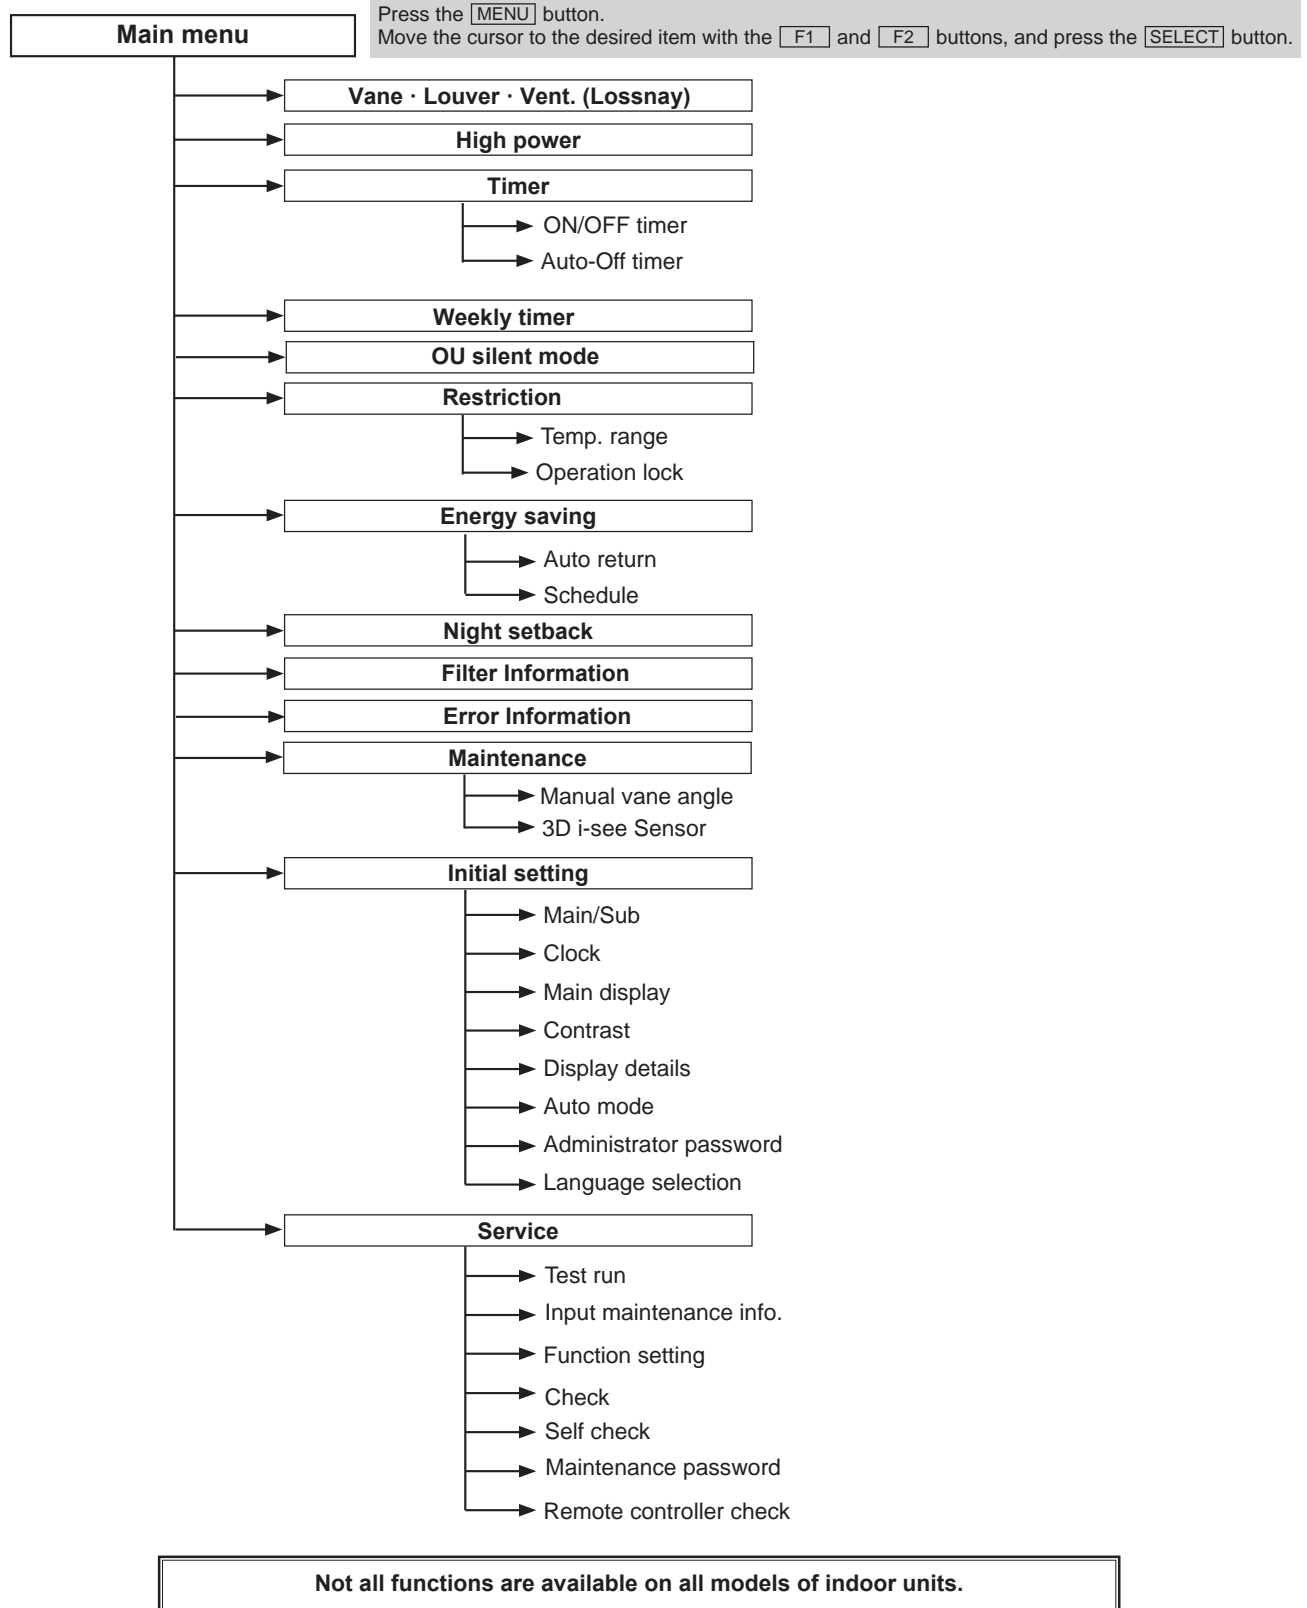 Main menu
Press the MENU button.
Move the cursor to the desired item with the F1 and F2 buttons, and press the SELECT button.
Vane · Louver · Vent. (Lossnay)
High power
Timer
ON/OFF timer
Auto-Off timer
Weekly timer
OU silent mode
Restriction
Temp. range
Operation lock
Energy saving
Auto return
Schedule
Night setback
Filter Information
Error Information
Maintenance
Manual vane angle
3D i-see Sensor
Initial setting
Main/Sub
Clock
Main display
Contrast
Display details
Auto mode
Administrator password
Language selection
Service
Test run
Input maintenance info.
Function setting
Check
Self check
Maintenance password
Remote controller check
Not all functions are available on all models of indoor units.